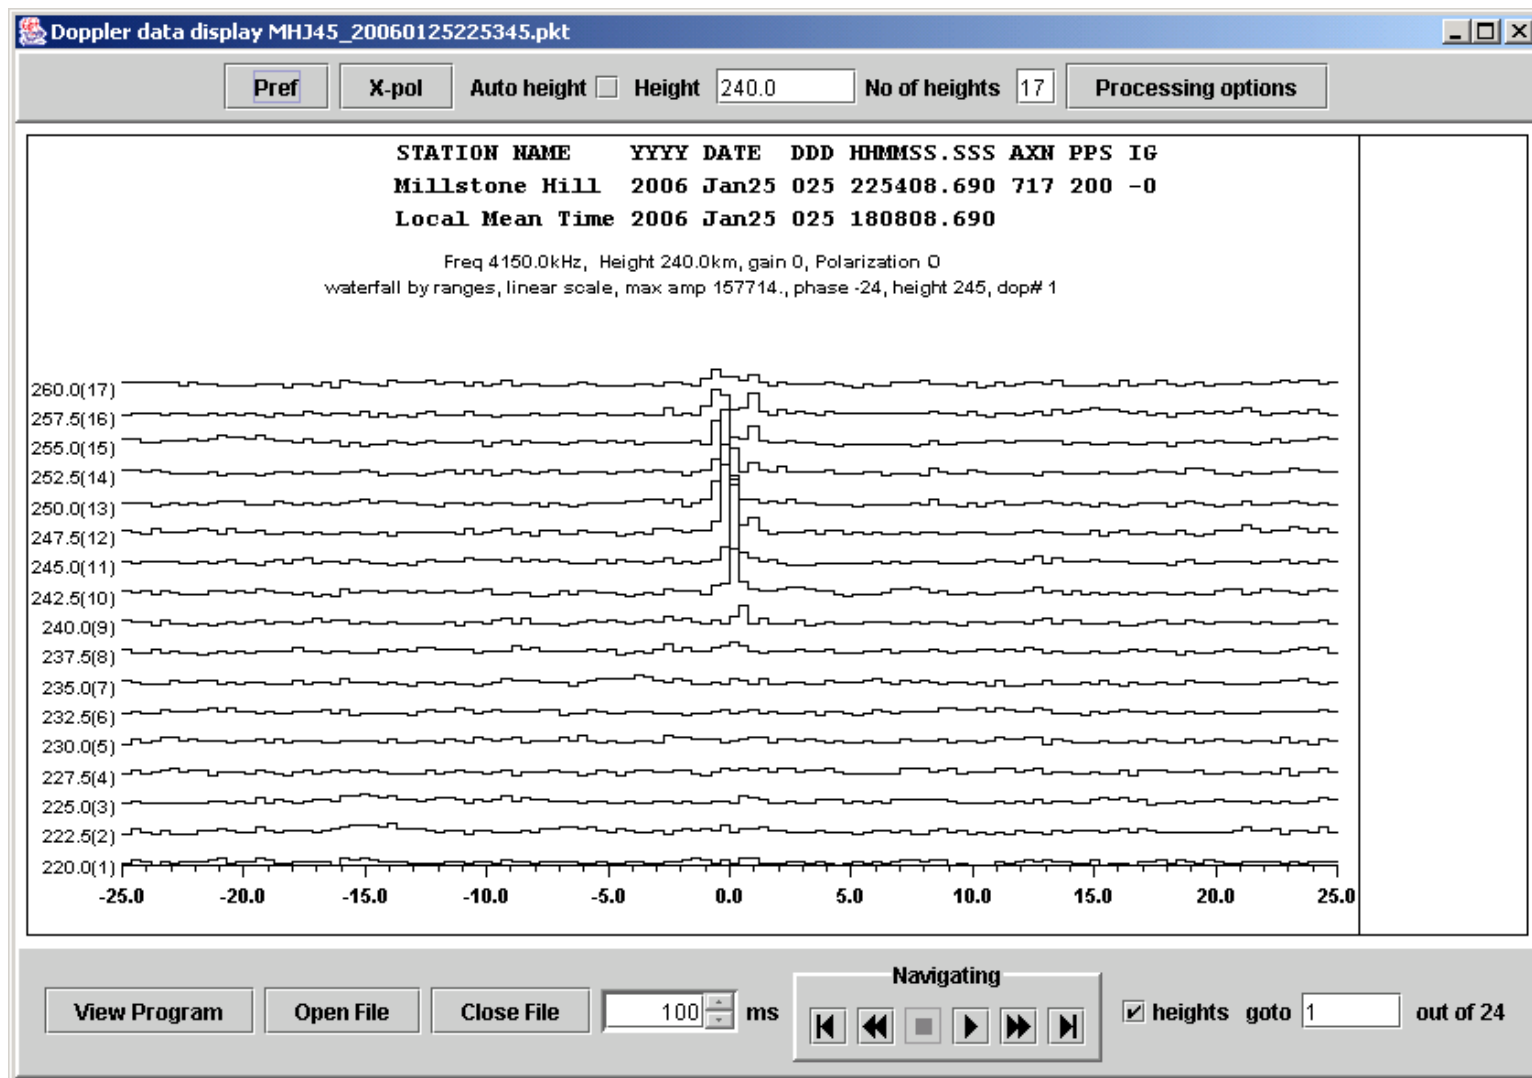 Doppler data display MHJ45_20060125225345.pkt
Pref X-pol Auto height Height 240.0 No of heights 17 Processing options
STATION NAME YYYY DATE DDD HHMMSS.SSS AXN PPS IG
Millstone Hill 2006 Jan25 025 225408.690 717 200 -0
Local Mean Time 2006 Jan25 025 180808.690
Freq 4150.0kHz, Height 240.0km, gain 0, Polarization O
waterfall by ranges, linear scale, max amp 157714., phase -24, height 245, dop# 1
260.0(17)
257.5(16)
255.0(15)
252.5(14)
250.0(13)
247.5(12)
245.0(11)
242.5(10)
240.0(9)
237.5(8)
235.0(7)
232.5(6)
230.0(5)
227.5(4)
225.0(3)
222.5(2)
220.0(1)
-25.0 -20.0 -15.0 -10.0 -5.0 0.0 5.0 10.0 15.0 20.0 25.0
Navigating
View Program Open File Close File 100 ms heights goto 1 out of 24